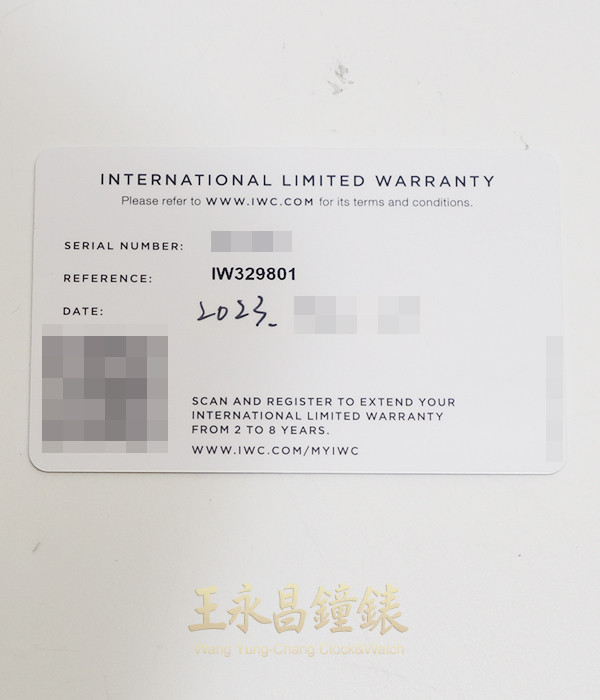 INTERNATIONAL LIMITED WARRANTY
Please refer to WWW.IWC.COM for its terms and conditions.
SERIAL NUMBER:
REFERENCE: IW329801
DATE: 2023.
SCAN AND REGISTER TO EXTEND YOUR
INTERNATIONAL LIMITED WARRANTY
FROM 2 TO 8 YEARS.
WWW.IWC.COM/MYIWC
王永昌鐘錶
Wang Yung-Chang Clock&Watch